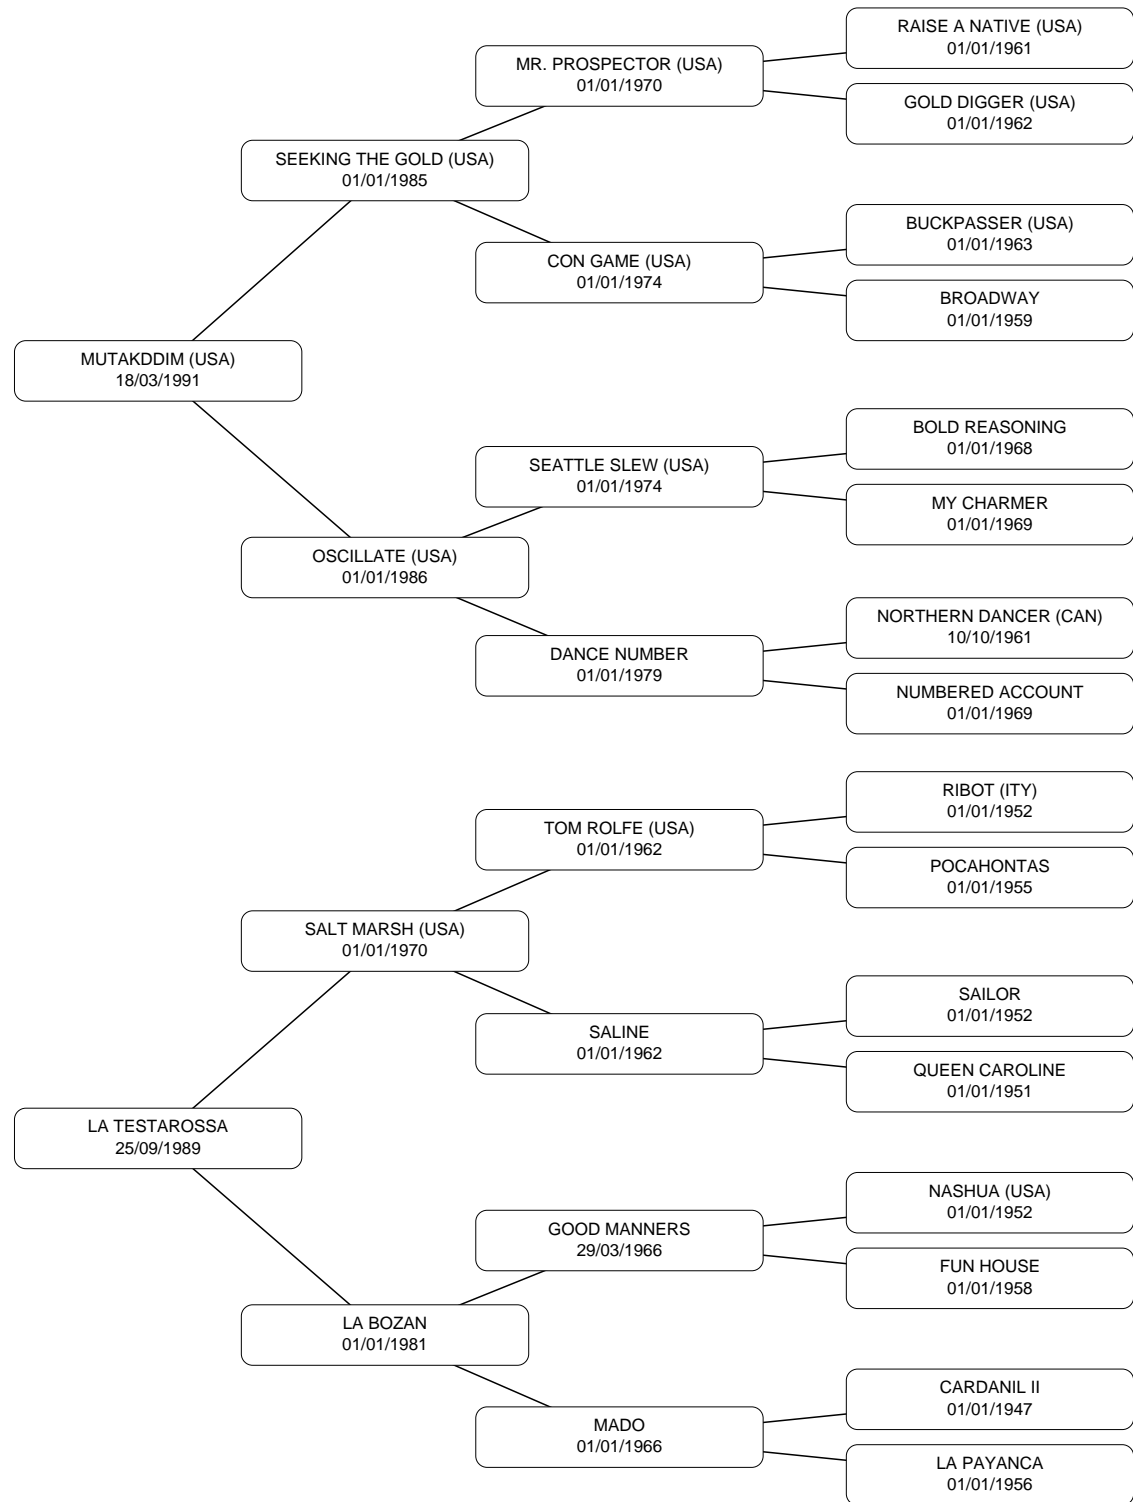 RAISE A NATIVE (USA)
01/01/1961
MR. PROSPECTOR (USA)
01/01/1970
GOLD DIGGER (USA)
01/01/1962
SEEKING THE GOLD (USA)
01/01/1985
BUCKPASSER (USA)
01/01/1963
CON GAME (USA)
01/01/1974
BROADWAY
01/01/1959
MUTAKDDIM (USA)
18/03/1991
BOLD REASONING
01/01/1968
SEATTLE SLEW (USA)
01/01/1974
MY CHARMER
01/01/1969
OSCILLATE (USA)
01/01/1986
NORTHERN DANCER (CAN)
10/10/1961
DANCE NUMBER
01/01/1979
NUMBERED ACCOUNT
01/01/1969
RIBOT (ITY)
01/01/1952
TOM ROLFE (USA)
01/01/1962
POCAHONTAS
01/01/1955
SALT MARSH (USA)
01/01/1970
SAILOR
01/01/1952
SALINE
01/01/1962
QUEEN CAROLINE
01/01/1951
LA TESTAROSSA
25/09/1989
NASHUA (USA)
01/01/1952
GOOD MANNERS
29/03/1966
FUN HOUSE
01/01/1958
LA BOZAN
01/01/1981
CARDANIL II
01/01/1947
MADO
01/01/1966
LA PAYANCA
01/01/1956